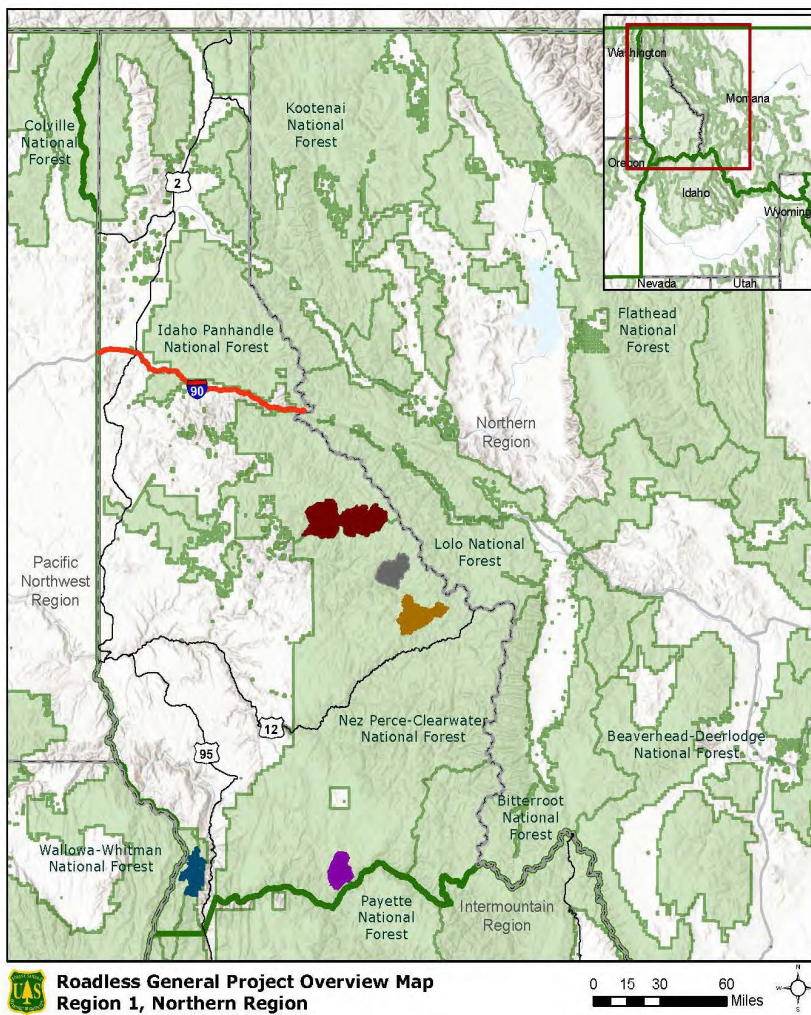 Colville
National
Forest
Kootenai
National
Forest
2
Washington
Montana
Oregon
Idaho
Wyoming
Nevada
Utah
Idaho Panhandle
National Forest
Flathead
National
Forest
90
Northern
Region
Pacific
Northwest
Region
Lolo National
Forest
12
95
Nez Perce-Clearwater
National Forest
Beaverhead-Deerlodge
National Forest
Bitterroot
National
Forest
Wallowa-Whitman
National Forest
Payette
National
Forest
Intermountain
Region
U S
Roadless General Project Overview Map
Region 1, Northern Region
0 15 30 60
Miles
N
W
E
S